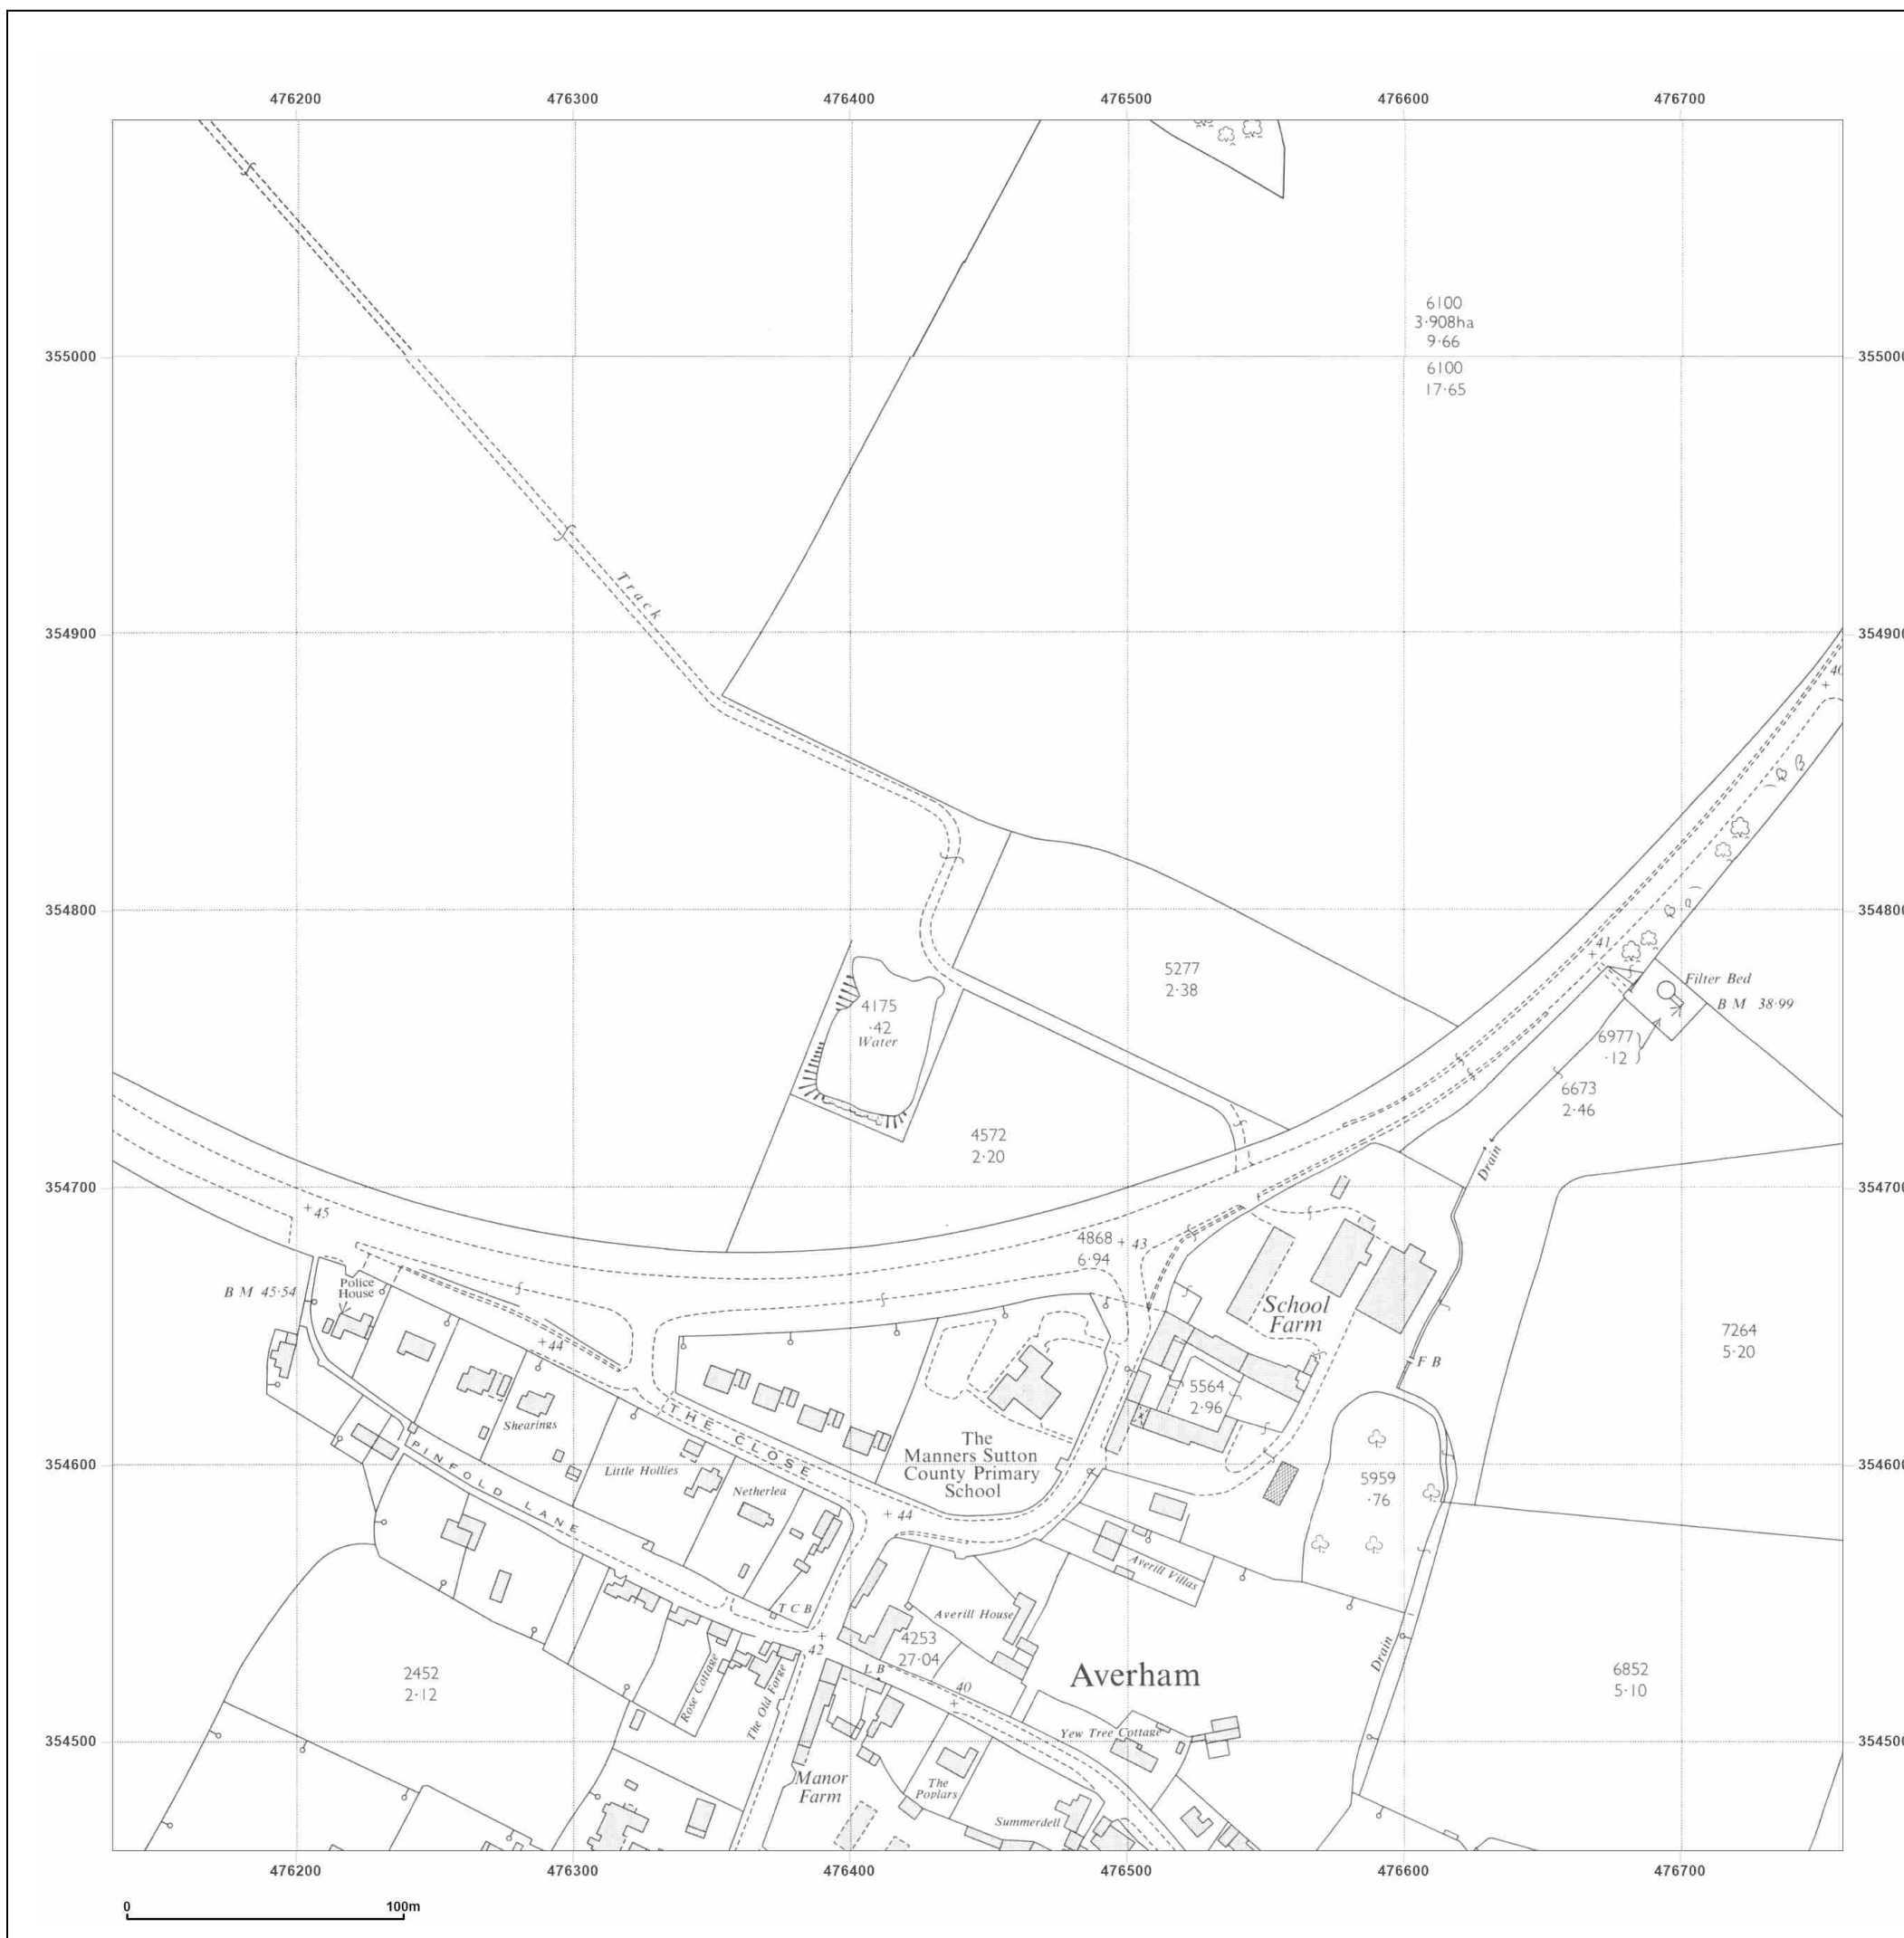 476200 476300 476400 476500 476600 476700
6100
3·908ha
9·66
355000 355000
6100
17·65
Track
354900 354900
40
354800 354800
41
Filter Bed
B M 38·99
5277
2·38
4175
·42
Water
6977
·12
6673
2·46
4572
2·20
Drain
354700 354700
+45
4868 + 43
6·94
B M 45·54
Police
House
School
Farm
7264
5·20
+44
F B
5564
2·96
Shearings
THE CLOSE
The
Manners Sutton
County Primary
School
PINFOLD LANE
Little Hollies
Netherlea
354600 354600
5959
·76
+44
Averill Villas
T C B
Averill House
42
4253
27·04
L B
Rose Cottage
The Old Forge
2452
2·12
Averham
Drain
6852
5·10
40
Yew Tree Cottage
354500 354500
Manor
Farm
The
Poplars
Summerdell
476200 476300 476400 476500 476600 476700
0 100m